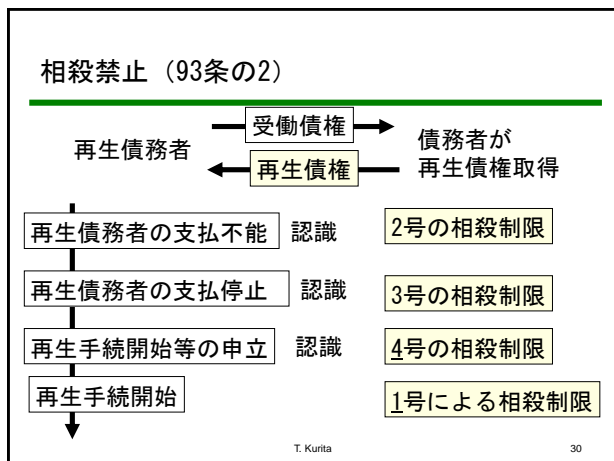 相殺禁止（93条の2）
受働債権
再生債務者
債務者が
再生債権取得
再生債権
再生債務者の支払不能 認識 2号の相殺制限
再生債務者の支払停止 認識 3号の相殺制限
再生手続開始等の申立 認識 4号の相殺制限
再生手続開始 1号による相殺制限
T. Kurita 30